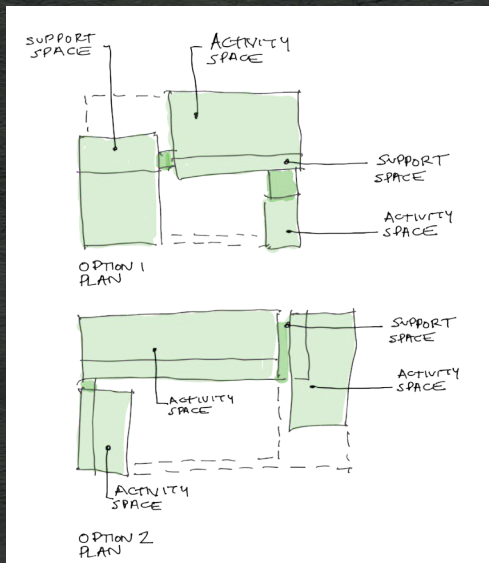 SUPPORT
SPACE
ACTIVITY
SPACE
SUPPORT
SPACE
ACTIVITY
SPACE
OPTION 1
PLAN
SUPPORT
SPACE
ACTIVITY
SPACE
ACTIVITY
SPACE
ACTIVITY
SPACE
OPTION 2
PLAN